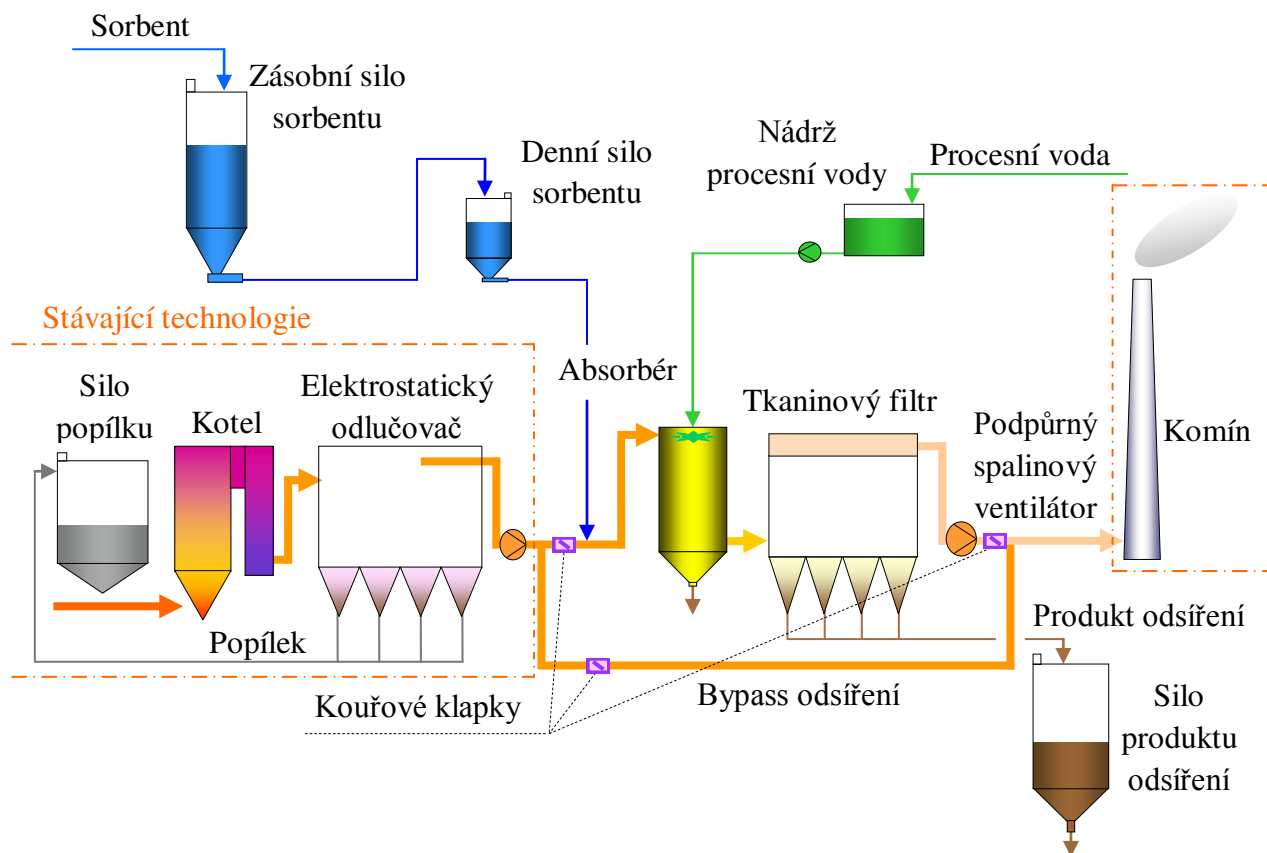 Sorbent
Zásobní silo
sorbentu
Denní silo
sorbentu
Nádrž
procesní vody
Procesní voda
Stávající technologie
Silo
popílku
Kotel
Elektrostatický
odlučovač
Absorbér
Tkaninový filtr
Podpůrný
spalinový
ventilátor
Komín
Popílek
Kouřové klapky
Bypass odsíření
Produkt odsíření
Silo
produktu
odsíření